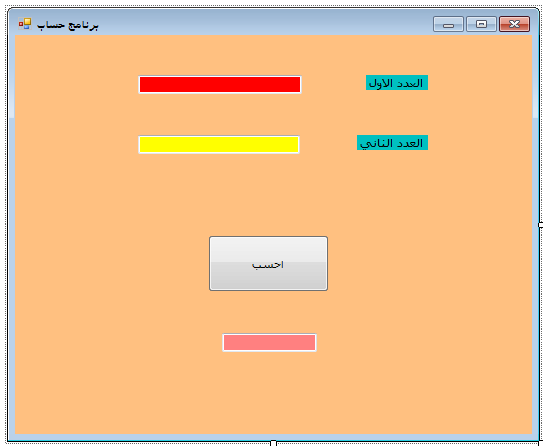 برنامج حساب
العدد الاول
العدد الثاني
احسب